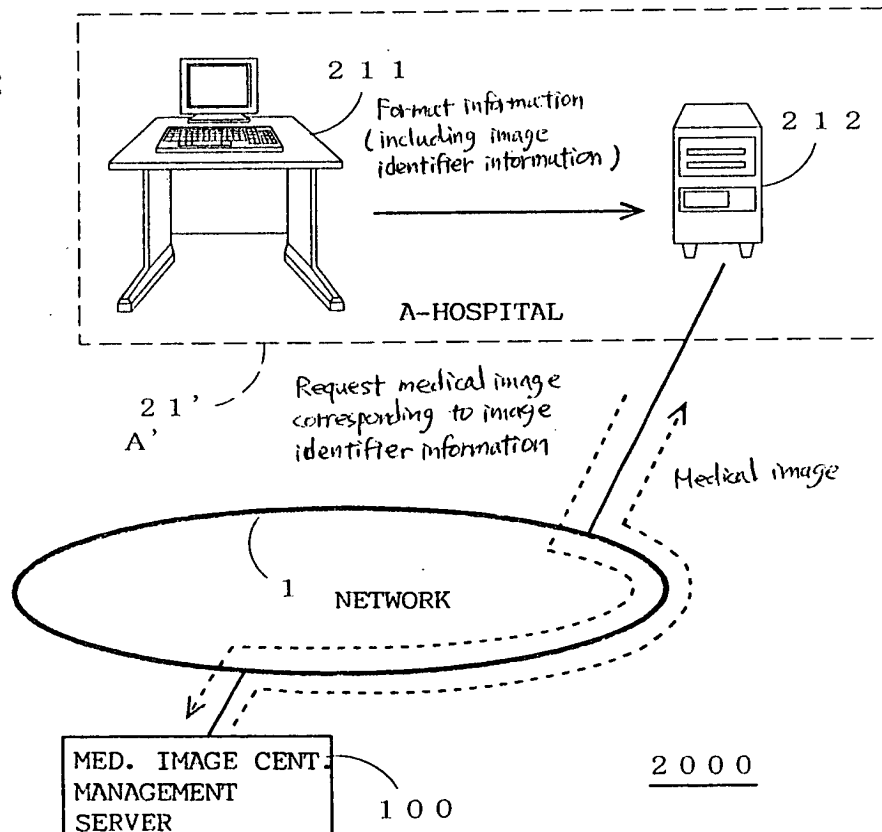 2 1 1
Format information
(including image
identifier information)
2 1 2
A-HOSPITAL
2 1'
A'
Request medical image
corresponding to image
identifier information
Medical image
1
NETWORK
MED. IMAGE CENT.
MANAGEMENT
SERVER
1 0 0
2 0 0 0